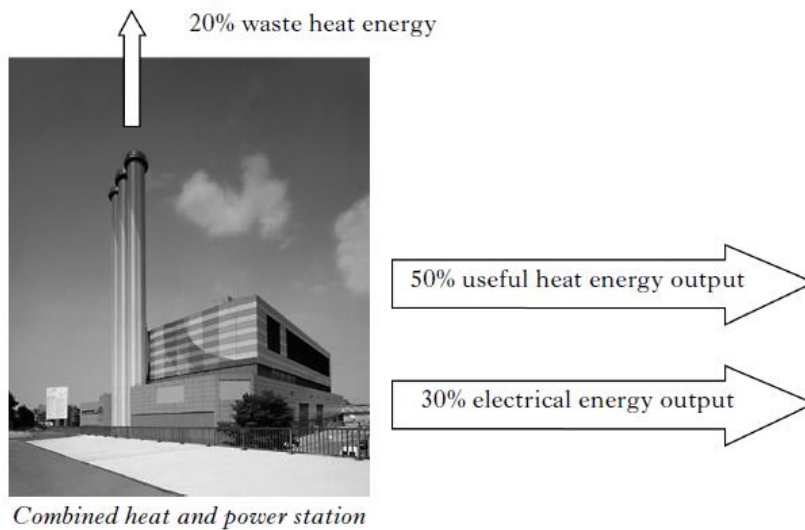 20% waste heat energy
50% useful heat energy output
30% electrical energy output
Combined heat and power station